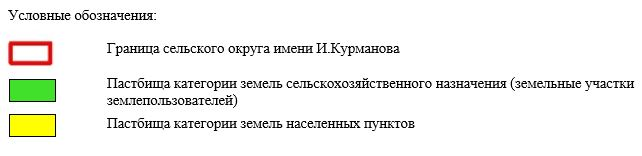 Условные обозначения:
Граница сельского округа имени И.Курманова
Пастбища категории земель сельскохозяйственного назначения (земельные участки
землепользователей)
Пастбища категории земель населенных пунктов